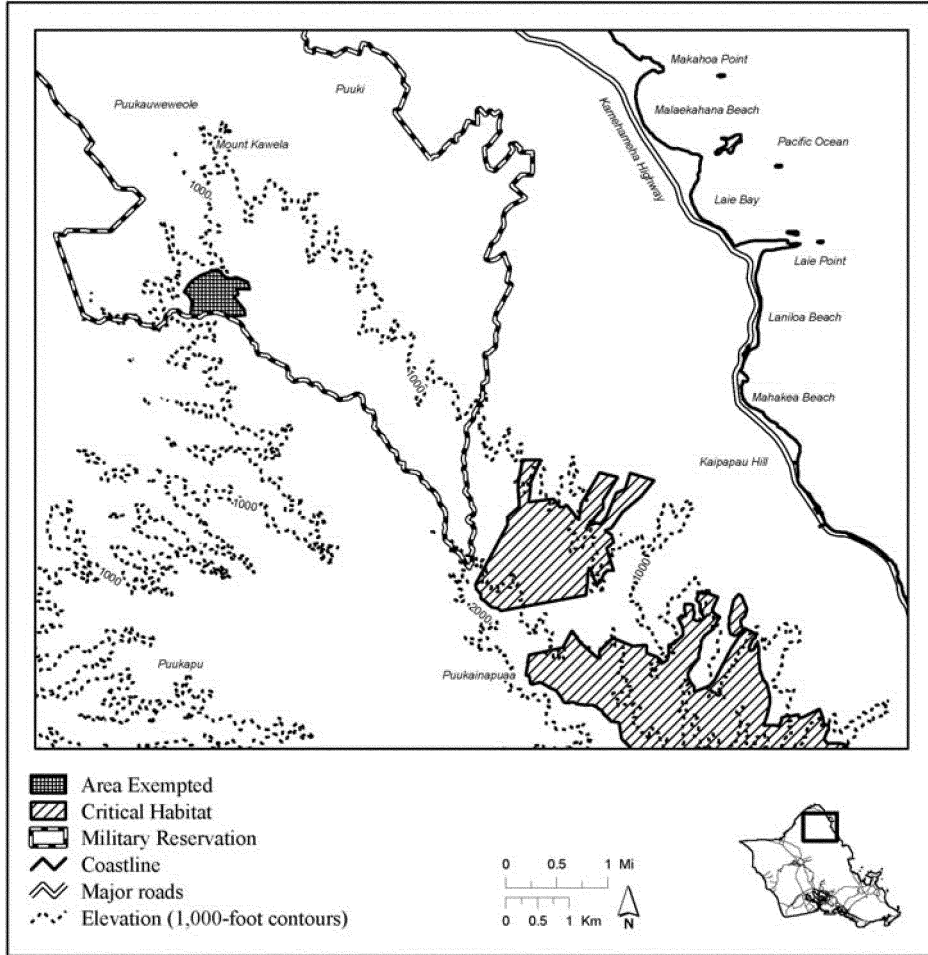 Makahoa Point
Puuki
Puukauweweole
Malaekahana Beach
Mount Kawela
Pacific Ocean
Kamehameha Highway
1000
Laie Bay
Laie Point
Laniloa Beach
1000
Mahakea Beach
Kaipapau Hill
1000
1000
1000
2000
Puukapu
Puukainapuaa
Area Exempted
Critical Habitat
Military Reservation
Coastline
Major roads
Elevation (1,000-foot contours)
0 0.5 1 Mi
0 0.5 1 Km
N